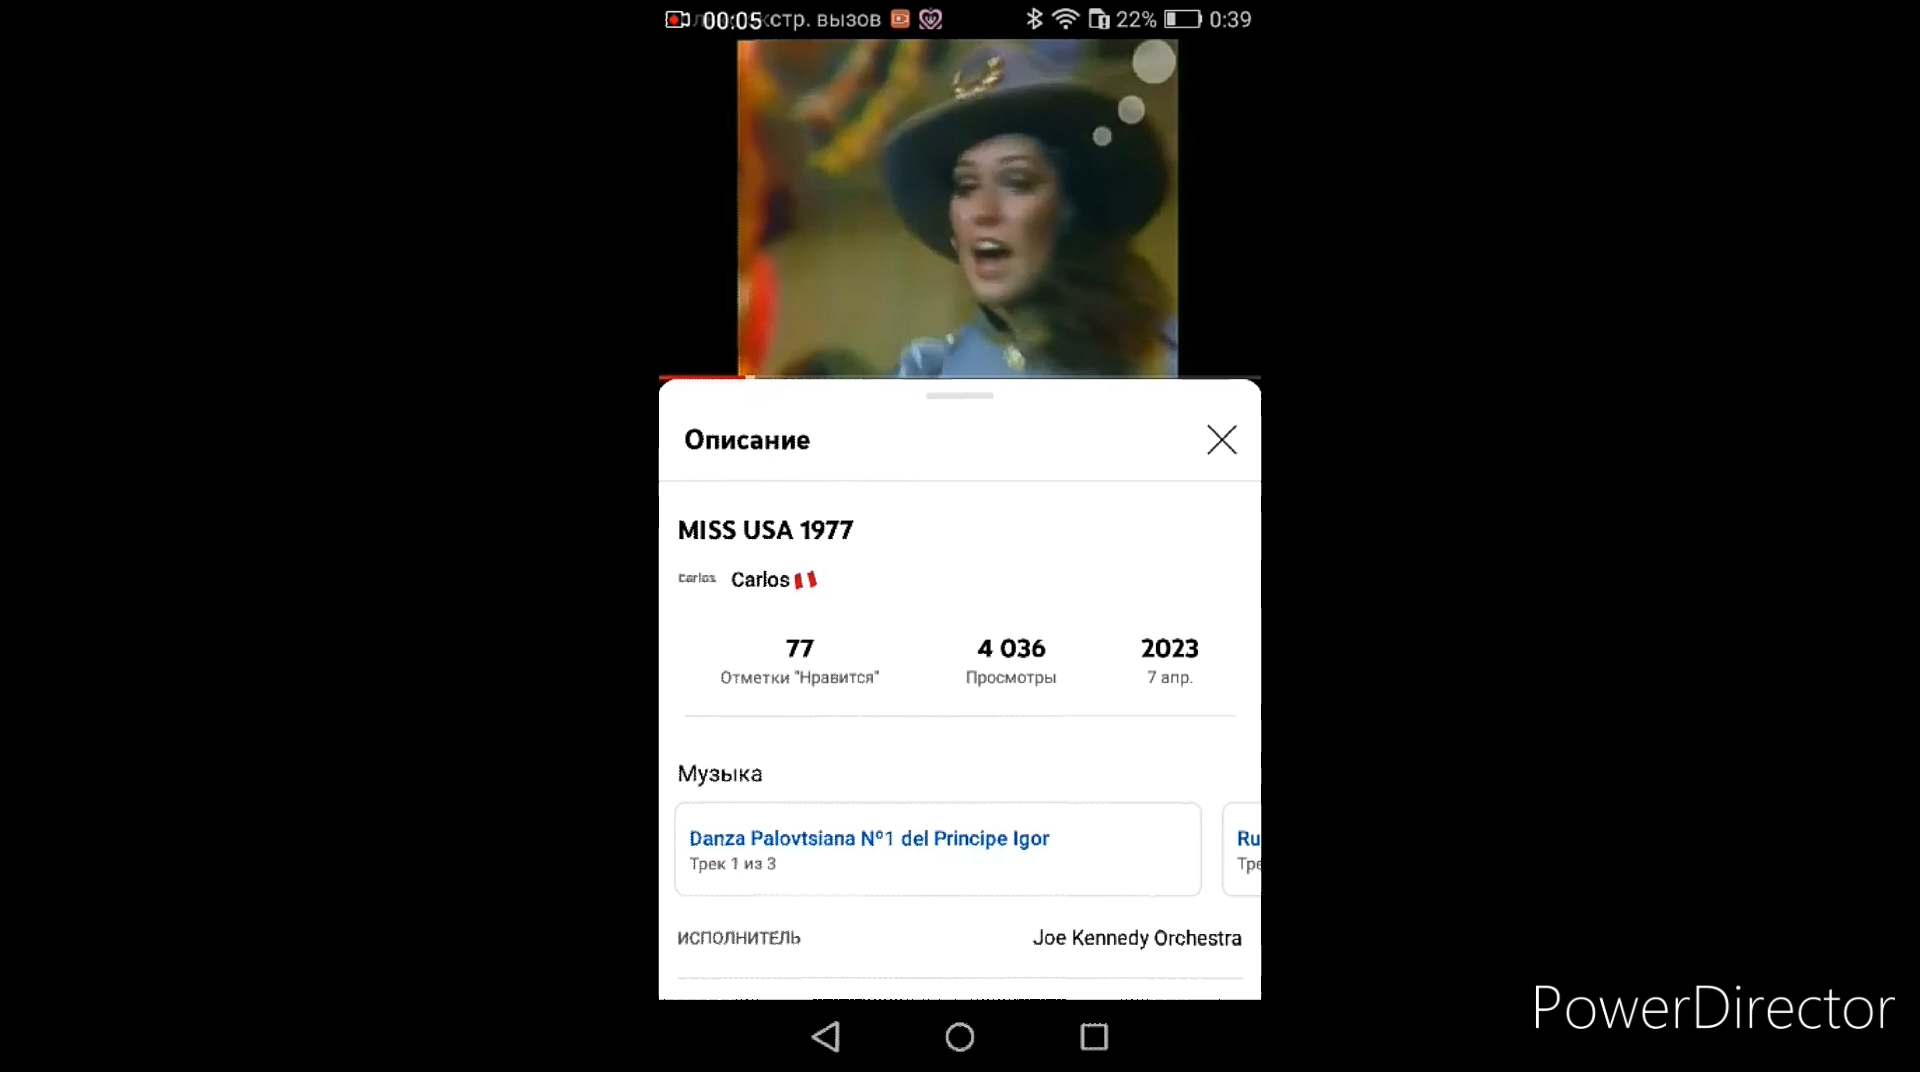 00:05 стр. вызов 22% 0:39
Описание
MISS USA 1977
Carlos Carlos
77 4 036 2023
Отметки "Нравится" Просмотры 7 апр.
Музыка
Danza Palovtsiana Nº1 del Principe Igor Ru
Трек 1 из 3 Тре
ИСПОЛНИТЕЛЬ Joe Kennedy Orchestra
PowerDirector